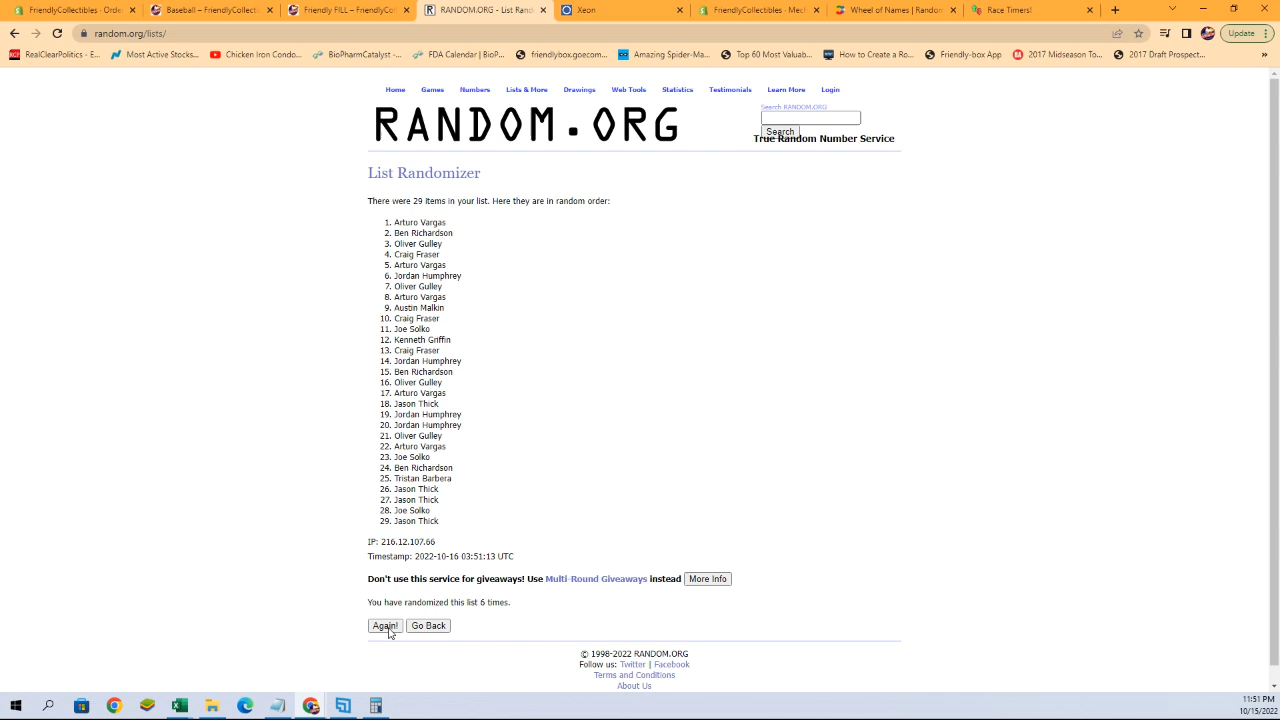 FriendlyCollectibles - Orde
Baseball – FriendlyCollecti
Friendly FILL – FriendlyCo
RANDOM.ORG - List Rand
Xeon
FriendlyCollectibles - Mech
Wheel of Names | Random
Race Timers!
random.org/lists/
Update
RealClearPolitics - E...
Most Active Stocks...
Chicken Iron Condo...
BioPharmCatalyst -...
FDA Calendar | BioP...
friendlybox.goecom...
Amazing Spider-Ma...
Top 60 Most Valuab...
How to Create a Ro...
Friendly-box App
2017 Midseason To...
2017 Draft Prospect...
Home Games Numbers Lists & More Drawings Web Tools Statistics Testimonials Learn More Login
RANDOM.ORG
Search RANDOM.ORG
Search
True Random Number Service
List Randomizer
There were 29 items in your list. Here they are in random order:
1. Arturo Vargas
2. Ben Richardson
3. Oliver Gulley
4. Craig Fraser
5. Arturo Vargas
6. Jordan Humphrey
7. Oliver Gulley
8. Arturo Vargas
9. Austin Malkin
10. Craig Fraser
11. Joe Solko
12. Kenneth Griffin
13. Craig Fraser
14. Jordan Humphrey
15. Ben Richardson
16. Oliver Gulley
17. Arturo Vargas
18. Jason Thick
19. Jordan Humphrey
20. Jordan Humphrey
21. Oliver Gulley
22. Arturo Vargas
23. Joe Solko
24. Ben Richardson
25. Tristan Barbera
26. Jason Thick
27. Jason Thick
28. Joe Solko
29. Jason Thick
IP: 216.12.107.66
Timestamp: 2022-10-16 03:51:13 UTC
Don't use this service for giveaways! Use Multi-Round Giveaways instead More Info
You have randomized this list 6 times.
Again! Go Back
© 1998-2022 RANDOM.ORG
Follow us: Twitter | Facebook
Terms and Conditions
About Us
11:51 PM
10/15/2022